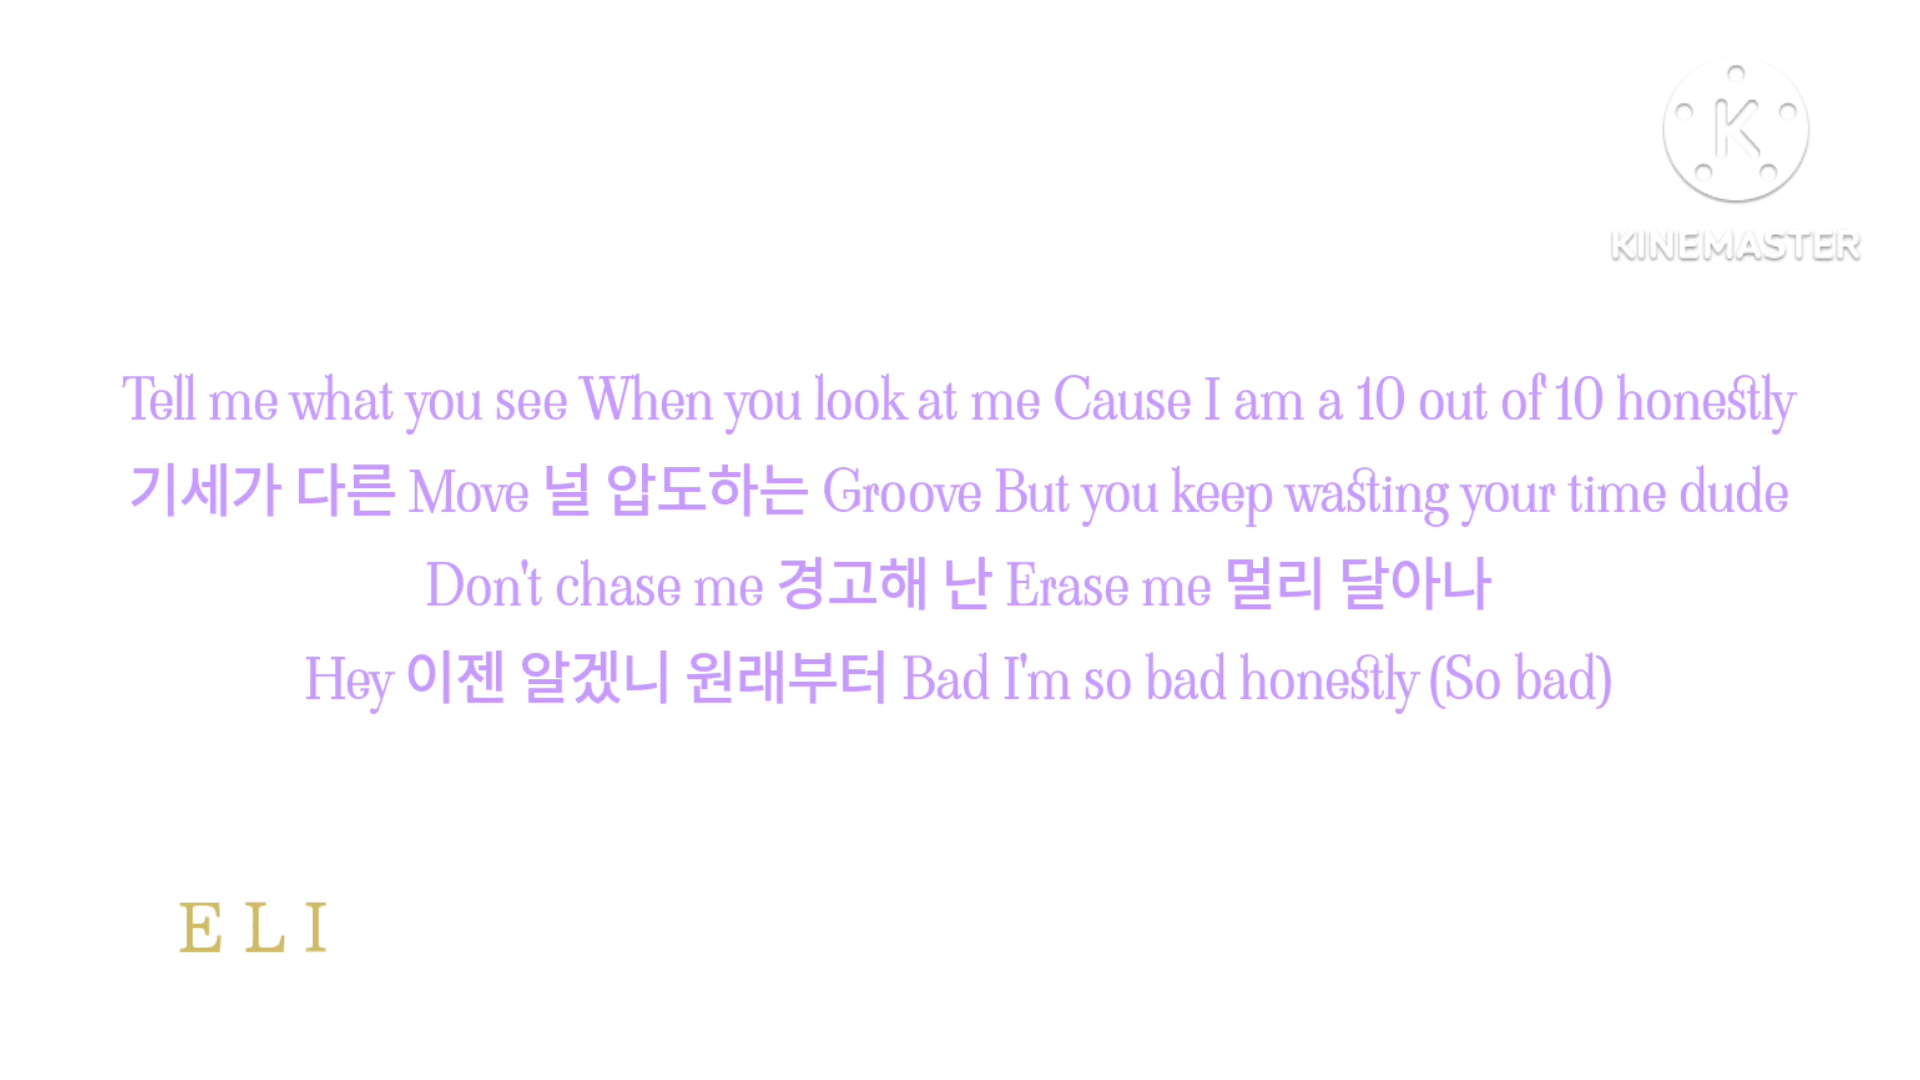 KINEMASTER
Tell me what you see When you look at me Cause I am a 10 out of 10 honestly
기세가 다른 Move 널 압도하는 Groove But you keep wasting your time dude
Don't chase me 경고해 난 Erase me 멀리 달아나
Hey 이젠 알겠니 원래부터 Bad I'm so bad honestly (So bad)
ELI